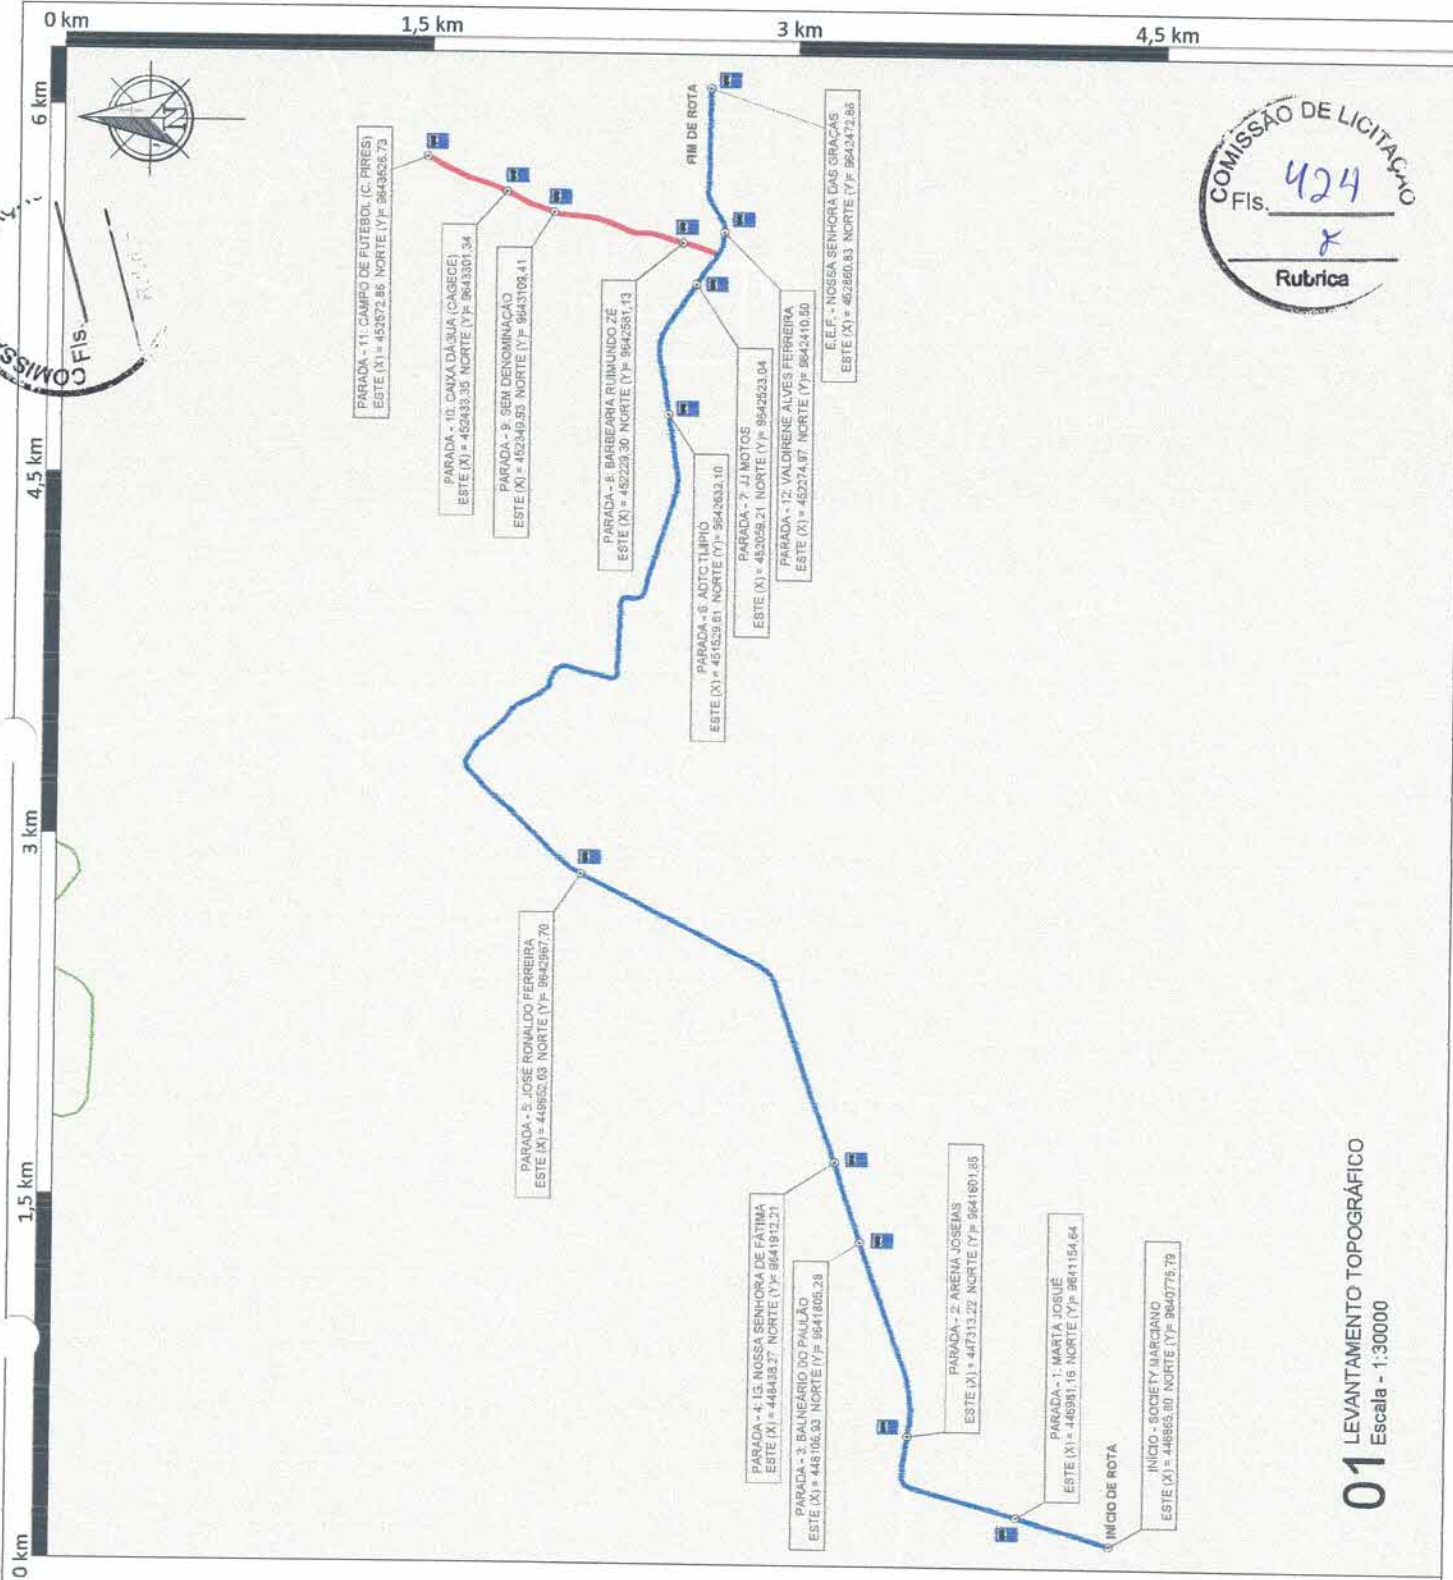 0 km
1,5 km
3 km
4,5 km
6 km
4,5 km
3 km
1,5 km
0 km
N
COMISSÃO DE LICITAÇÃO
Fls. 424
Rubrica
Fls.
PARADA - 11: CAMPO DE FUTEBOL (C. PIRES)
ESTE (X) = 452572,86 NORTE (Y)= 9643526,73
PARADA - 10: CAIXA DÁGUA (CAGECE)
ESTE (X) = 452433,35 NORTE (Y)= 9643301,34
PARADA - 9: SEM DENOMINAÇÃO
ESTE (X) = 452349,93 NORTE (Y)= 9643109,41
PARADA - 8: BARBEARIA RUIMUNDO ZÉ
ESTE (X) = 452229,30 NORTE (Y)= 9642581,13
PARADA - 6: ADTC TIJIPIÓ
ESTE (X) = 451529,81 NORTE (Y)= 9642632,10
PARADA - 7: JJ MOTOS
ESTE (X) = 452059,21 NORTE (Y)= 9642523,04
PARADA - 12: VALDIRENE ALVES FERREIRA
ESTE (X) = 452274,97 NORTE (Y)= 9642410,50
E.E.F. - NOSSA SENHORA DAS GRAÇAS
ESTE (X) = 452860,83 NORTE (Y)= 9642472,86
FIM DE ROTA
PARADA - 5: JOSÉ RONALDO FERREIRA
ESTE (X) = 449652,03 NORTE (Y)= 9642967,70
PARADA - 4: IG. NOSSA SENHORA DE FÁTIMA
ESTE (X) = 448438,27 NORTE (Y)= 9641912,21
PARADA - 3: BALNEÁRIO DO PAULÃO
ESTE (X) = 448106,93 NORTE (Y)= 9641805,28
PARADA - 2: ARENA JOSEIAS
ESTE (X) = 447313,22 NORTE (Y)= 9641601,85
PARADA - 1: MARTA JOSUÉ
ESTE (X) = 446981,16 NORTE (Y)= 9641154,64
INÍCIO DE ROTA
INÍCIO - SOCIETY MARCIANO
ESTE (X) = 446865,80 NORTE (Y)= 9640775,79
01 LEVANTAMENTO TOPOGRÁFICO
Escala - 1:30000